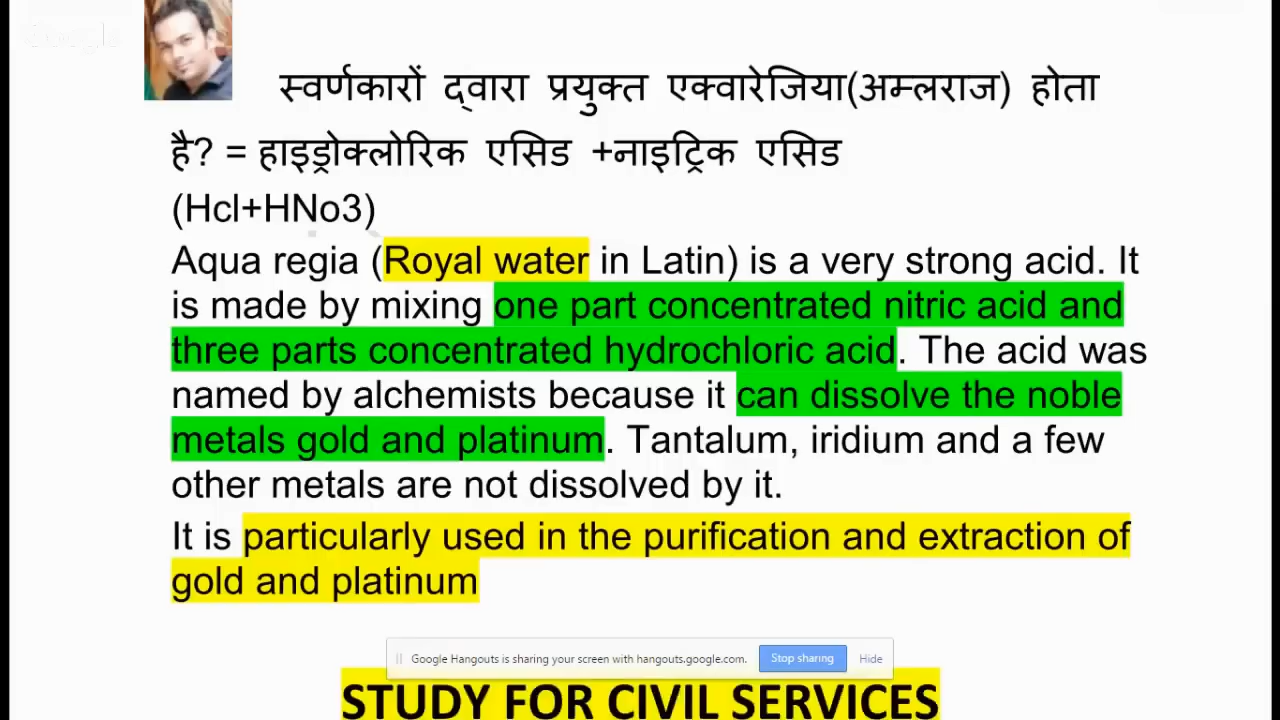 Google
स्वर्णकारों द्वारा प्रयुक्त एक्वारेजिया(अम्लराज) होता
है? = हाइड्रोक्लोरिक एसिड +नाइट्रिक एसिड
(Hcl+HNo3)
Aqua regia (Royal water in Latin) is a very strong acid. It
is made by mixing one part concentrated nitric acid and
three parts concentrated hydrochloric acid. The acid was
named by alchemists because it can dissolve the noble
metals gold and platinum. Tantalum, iridium and a few
other metals are not dissolved by it.
It is particularly used in the purification and extraction of
gold and platinum
Google Hangouts is sharing your screen with hangouts.google.com. Stop sharing Hide
STUDY FOR CIVIL SERVICES